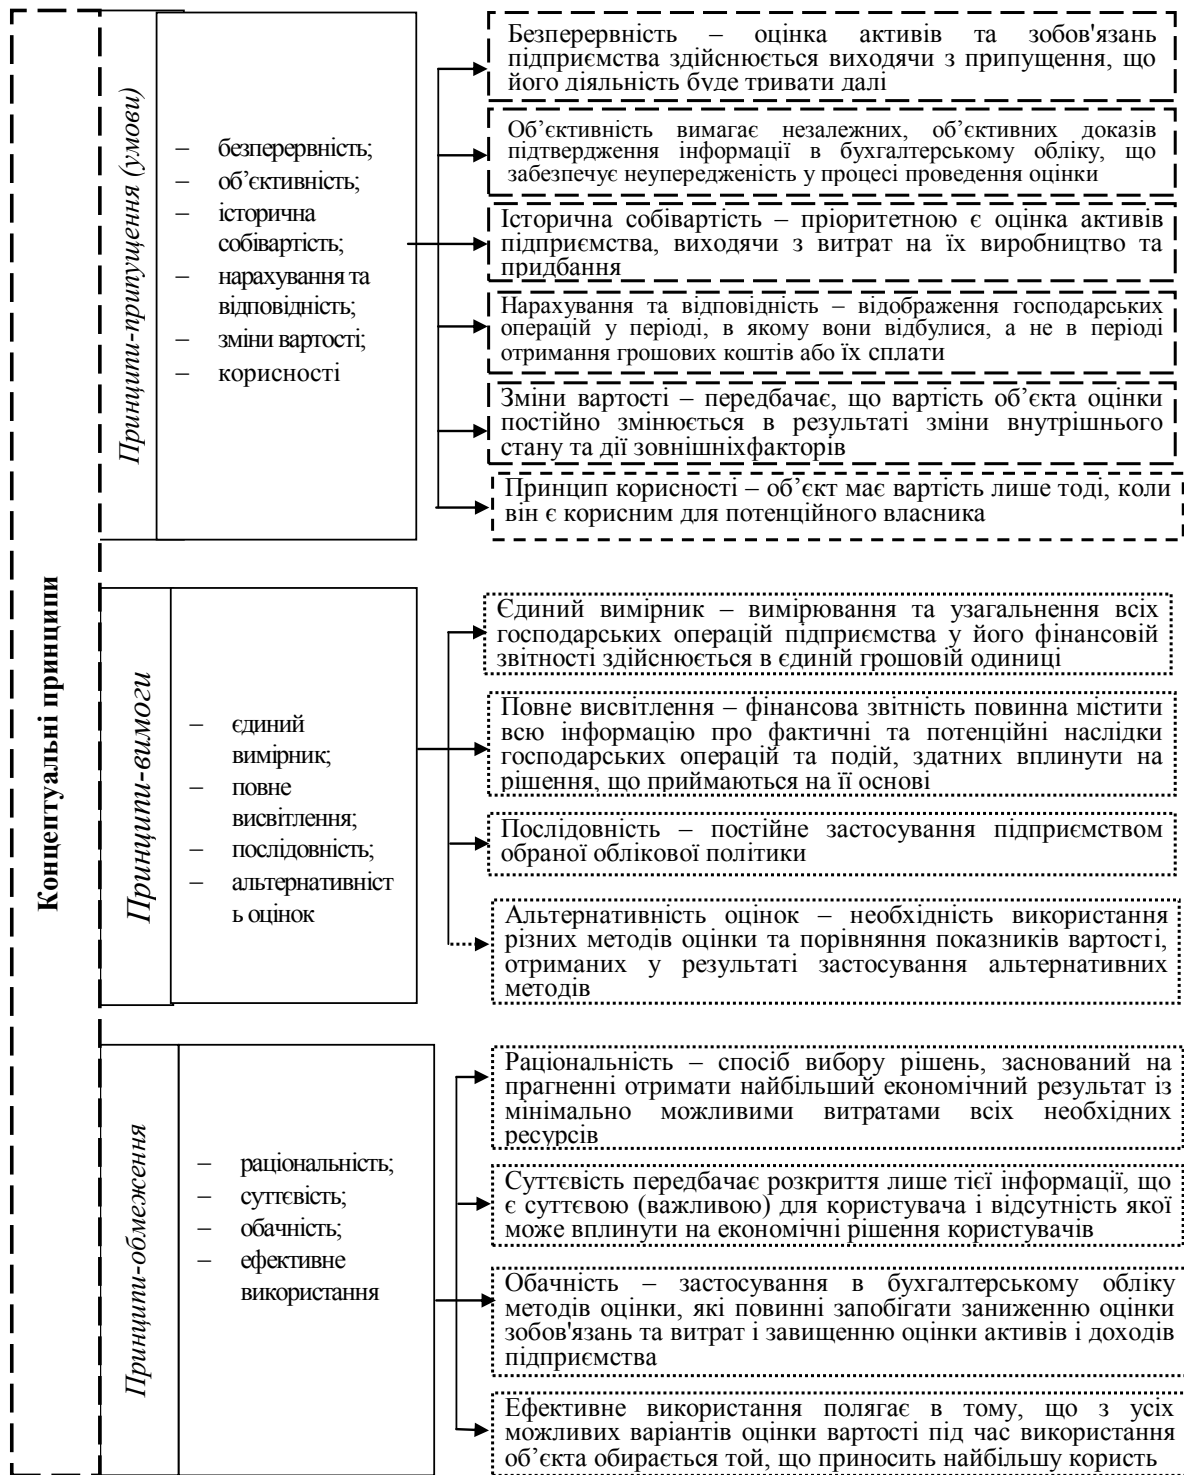 Концептуальні принципи
Принципи-припущення (умови)
– безперервність;
– об’єктивність;
– історична
собівартість;
– нарахування та
відповідність;
– зміни вартості;
– корисності
Безперервність – оцінка активів та зобов'язань
підприємства здійснюється виходячи з припущення, що
його діяльність буде тривати далі
Об’єктивність вимагає незалежних, об’єктивних доказів
підтвердження інформації в бухгалтерському обліку, що
забезпечує неупередженість у процесі проведення оцінки
Історична собівартість – пріоритетною є оцінка активів
підприємства, виходячи з витрат на їх виробництво та
придбання
Нарахування та відповідність – відображення господарських
операцій у періоді, в якому вони відбулися, а не в періоді
отримання грошових коштів або їх сплати
Зміни вартості – передбачає, що вартість об’єкта оцінки
постійно змінюється в результаті зміни внутрішнього
стану та дії зовнішніхфакторів
Принцип корисності – об’єкт має вартість лише тоді, коли
він є корисним для потенційного власника
Принципи-вимоги
– єдиний
вимірник;
– повне
висвітлення;
– послідовність;
– альтернативніст
ь оцінок
Єдиний вимірник – вимірювання та узагальнення всіх
господарських операцій підприємства у його фінансовій
звітності здійснюється в єдиній грошовій одиниці
Повне висвітлення – фінансова звітність повинна містити
всю інформацію про фактичні та потенційні наслідки
господарських операцій та подій, здатних вплинути на
рішення, що приймаються на її основі
Послідовність – постійне застосування підприємством
обраної облікової політики
Альтернативність оцінок – необхідність використання
різних методів оцінки та порівняння показників вартості,
отриманих у результаті застосування альтернативних
методів
Принципи-обмеження
– раціональність;
– суттєвість;
– обачність;
– ефективне
використання
Раціональність – спосіб вибору рішень, заснований на
прагненні отримати найбільший економічний результат із
мінімально можливими витратами всіх необхідних
ресурсів
Суттєвість передбачає розкриття лише тієї інформації, що
є суттєвою (важливою) для користувача і відсутність якої
може вплинути на економічні рішення користувачів
Обачність – застосування в бухгалтерському обліку
методів оцінки, які повинні запобігати заниженню оцінки
зобов'язань та витрат і завищенню оцінки активів і доходів
підприємства
Ефективне використання полягає в тому, що з усіх
можливих варіантів оцінки вартості під час використання
об’єкта обирається той, що приносить найбільшу користь